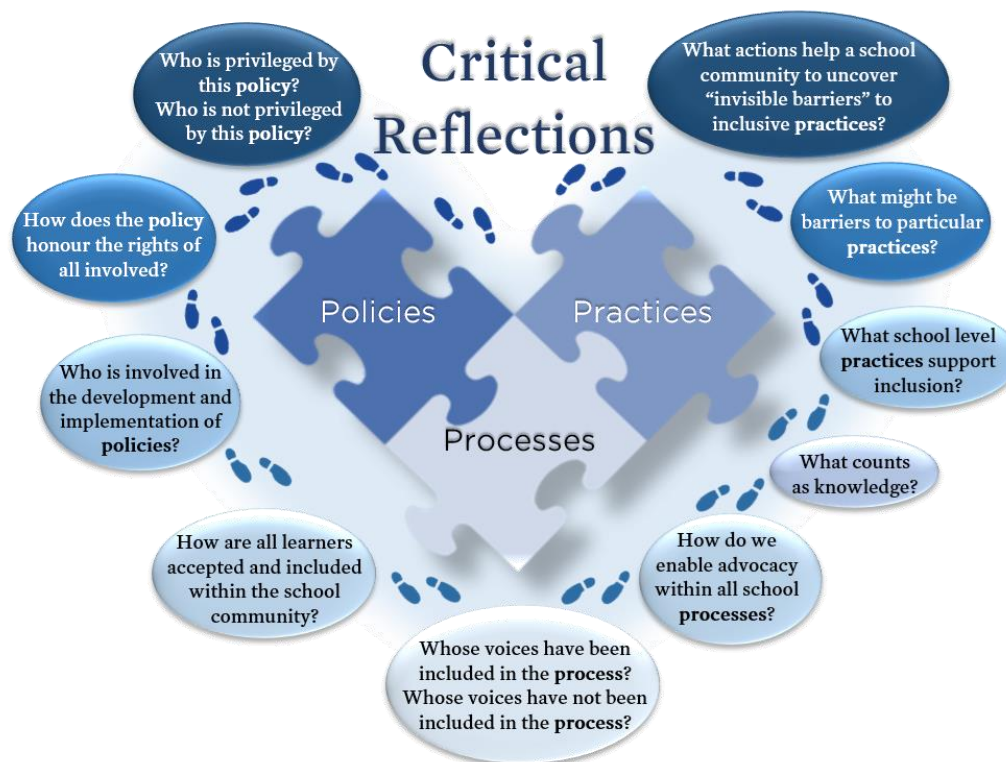 Critical
Reflections
Who is privileged by
this policy?
Who is not privileged
by this policy?
How does the policy
honour the rights of
all involved?
Who is involved in
the development and
implementation of
policies?
How are all learners
accepted and included
within the school
community?
Whose voices have been
included in the process?
Whose voices have not been
included in the process?
How do we
enable advocacy
within all school
processes?
What counts
as knowledge?
What school level
practices support
inclusion?
What might be
barriers to particular
practices?
What actions help a school
community to uncover
“invisible barriers” to
inclusive practices?
Policies
Practices
Processes